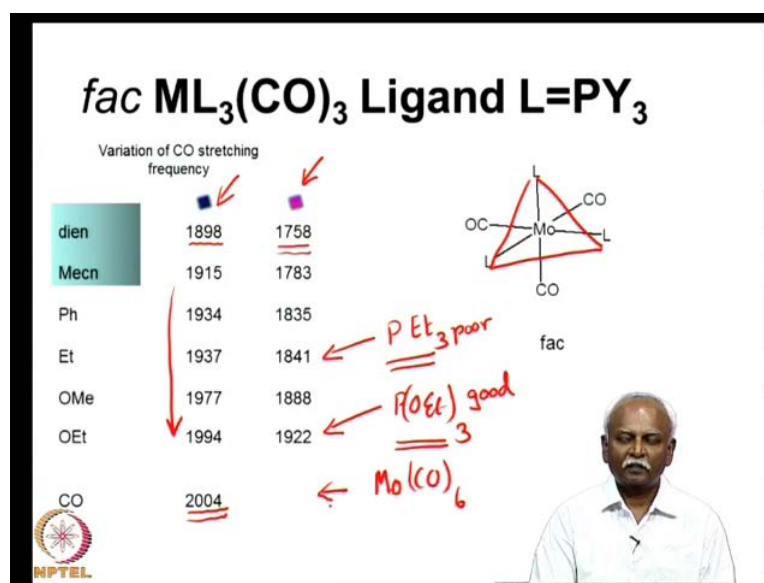 fac ML₃(CO)₃ Ligand L=PY₃
Variation of CO stretching
frequency
dien 1898 1758
Mecn 1915 1783
Ph 1934 1835
Et 1937 1841
OMe 1977 1888
OEt 1994 1922
CO 2004
PEt₃ poor
P(OEt)₃ good
Mo(CO)₆
L
CO
OC
Mo
L
L
CO
fac
NPTEL